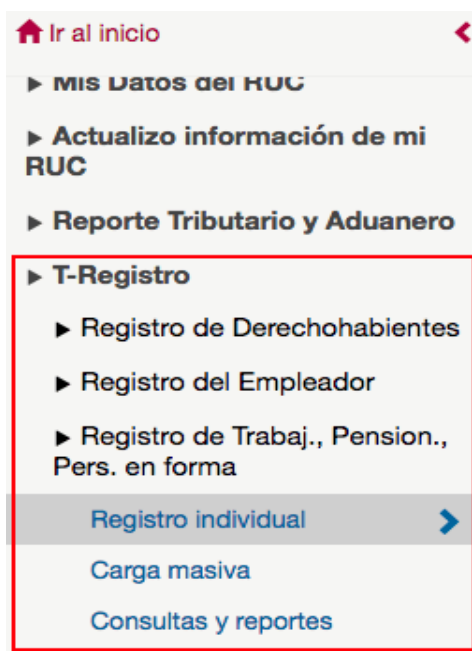 Ir al inicio
► Mis Datos del RUC
► Actualizo información de mi
RUC
► Reporte Tributario y Aduanero
► T-Registro
► Registro de Derechohabientes
► Registro del Empleador
► Registro de Trabaj., Pension.,
Pers. en forma
Registro individual
Carga masiva
Consultas y reportes